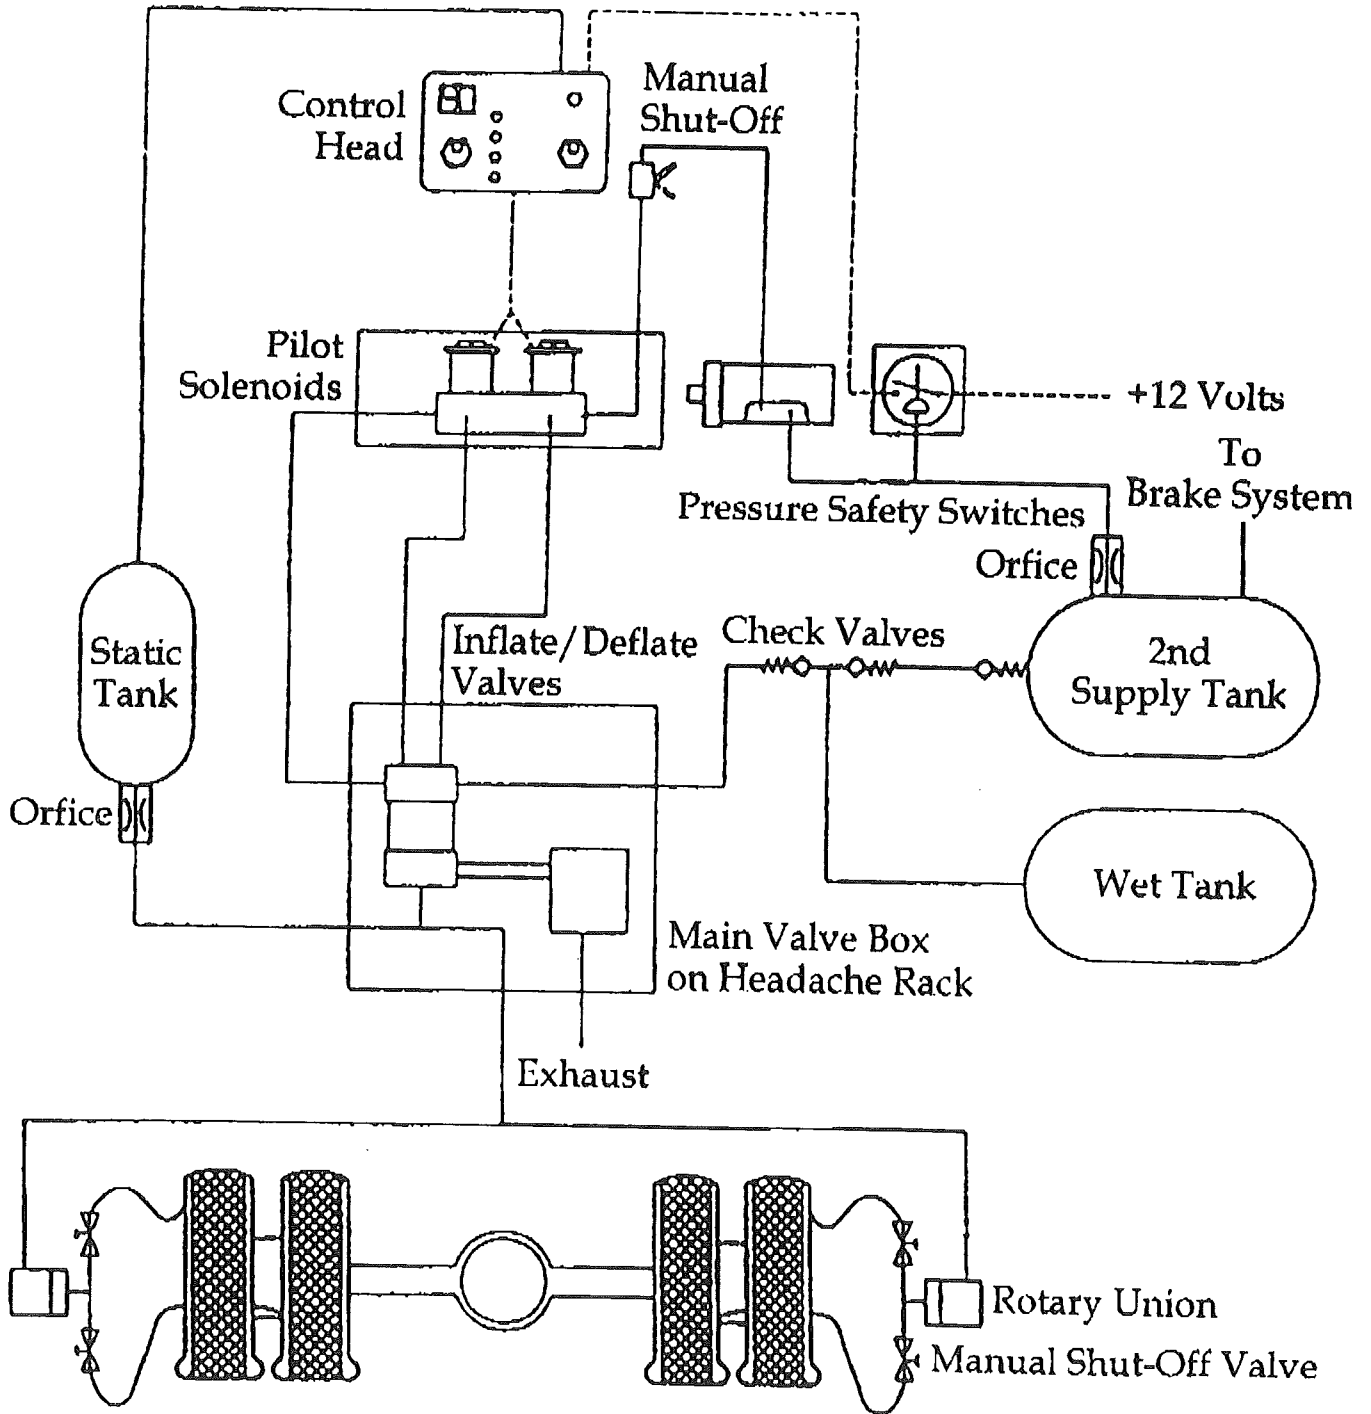 Control
Head
Manual
Shut-Off
Pilot
Solenoids
+12 Volts
To
Brake System
Pressure Safety Switches
Orfice
Static
Tank
Inflate/Deflate
Valves
Check Valves
2nd
Supply Tank
Orfice
Wet Tank
Main Valve Box
on Headache Rack
Exhaust
Rotary Union
Manual Shut-Off Valve